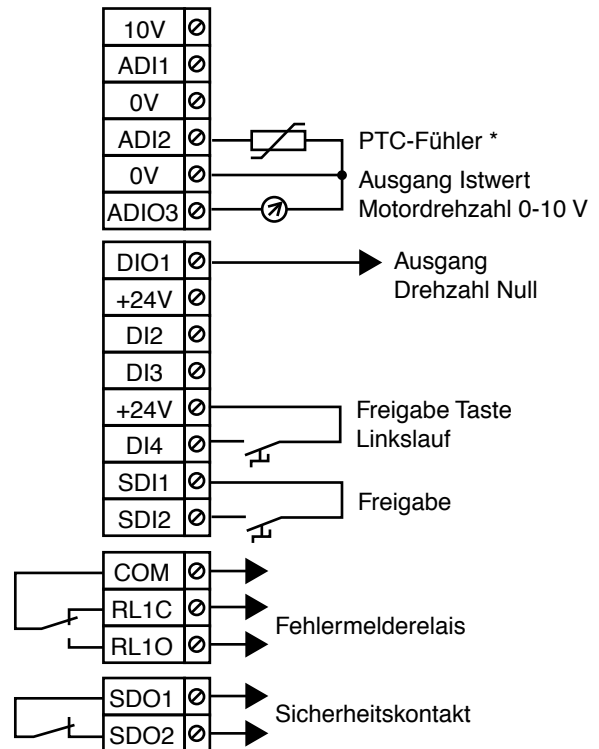 10V
ADI1
0V
ADI2
PTC-Fühler *
0V
Ausgang Istwert
Motordrehzahl 0-10 V
ADIO3
DIO1
Ausgang
Drehzahl Null
+24V
DI2
DI3
+24V
Freigabe Taste
Linkslauf
DI4
SDI1
Freigabe
SDI2
COM
RL1C
Fehlermelderelais
RL1O
SDO1
Sicherheitskontakt
SDO2